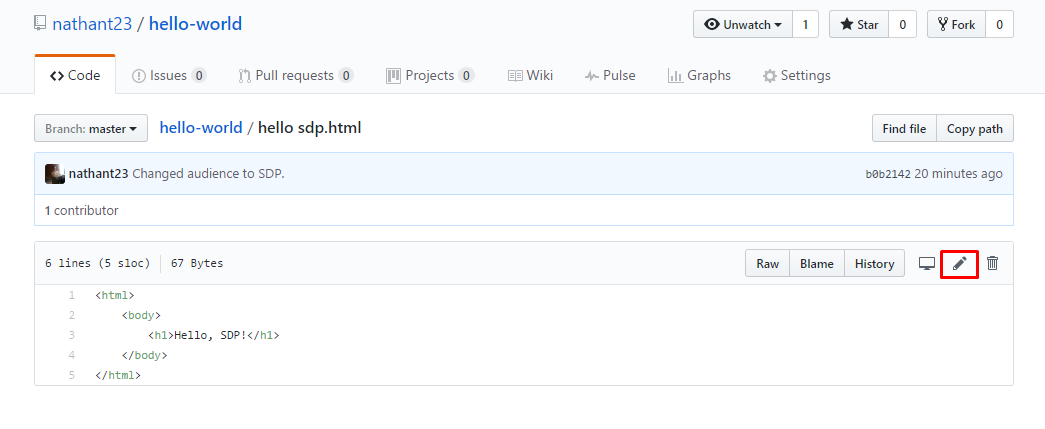 nathant23 / hello-world
Unwatch 1 Star 0 Fork 0
Code Issues 0 Pull requests 0 Projects 0 Wiki Pulse Graphs Settings
Branch: master hello-world / hello sdp.html Find file Copy path
nathant23 Changed audience to SDP. b0b2142 20 minutes ago
1 contributor
6 lines (5 sloc) 67 Bytes Raw Blame History
1 <html>
2 <body>
3 <h1>Hello, SDP!</h1>
4 </body>
5 </html>